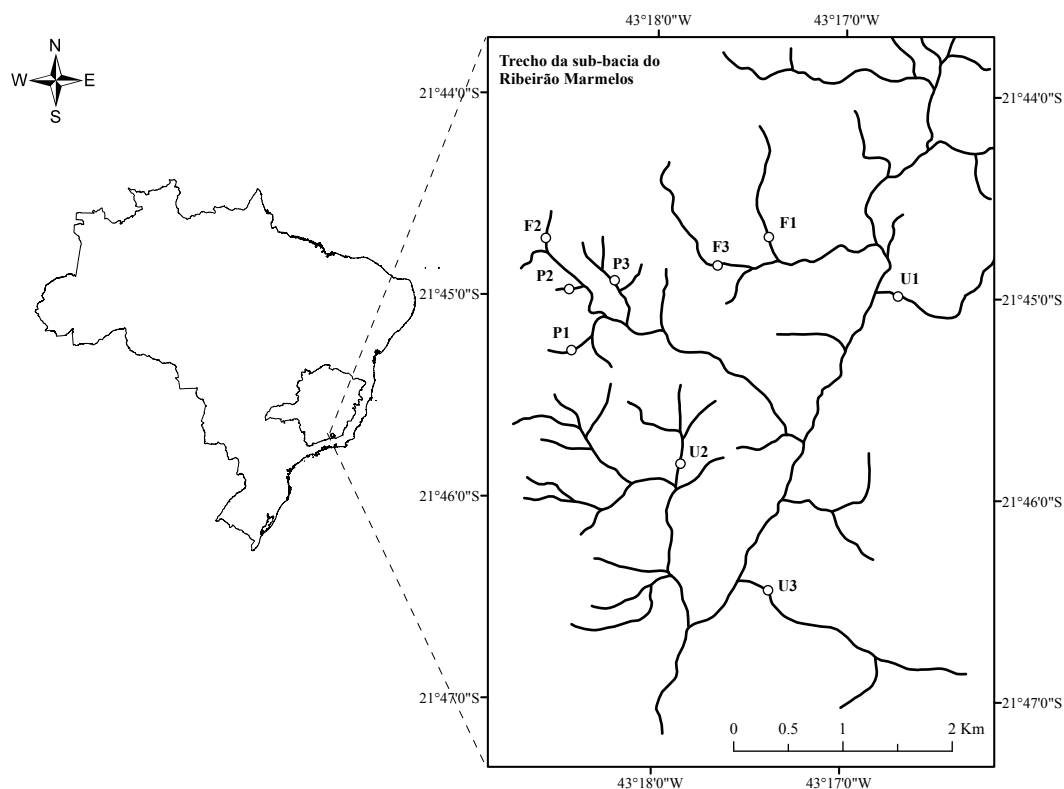 43°18'0"W
43°17'0"W
Trecho da sub-bacia do
Ribeirão Marmelos
N
W
E
S
21°44'0"S
21°44'0"S
F2
F1
F3
P3
P2
U1
21°45'0"S
21°45'0"S
P1
U2
21°46'0"S
21°46'0"S
U3
21°47'0"S
21°47'0"S
0
0.5
1
2 Km
43°18'0"W
43°17'0"W